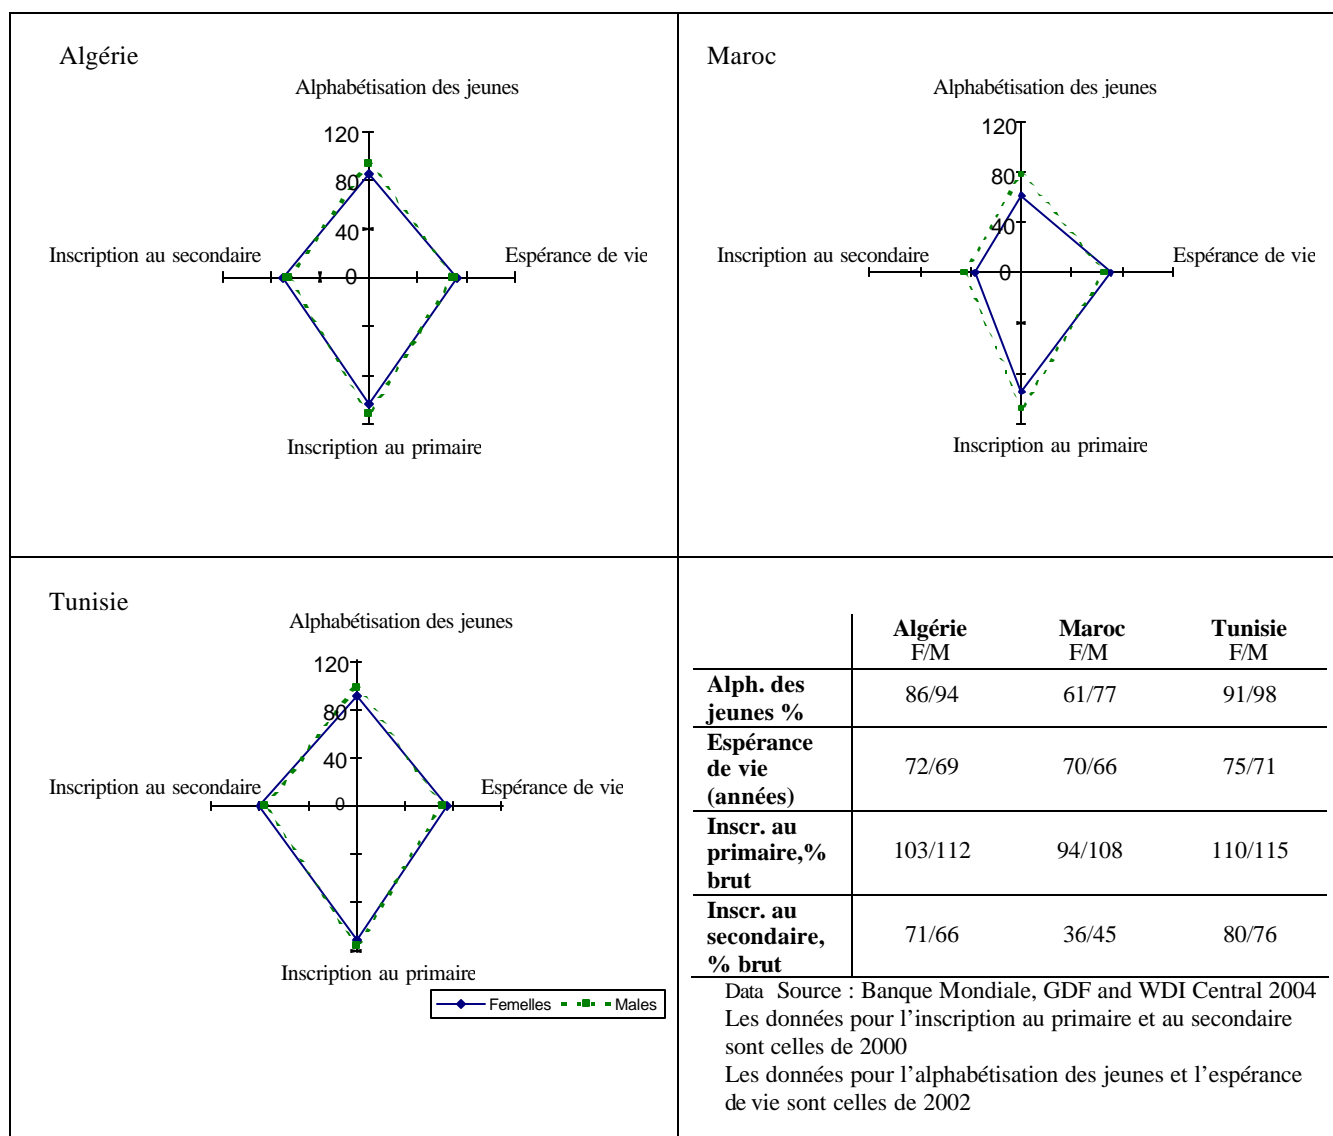 Algérie
Alphabétisation des jeunes
120
80
40
Inscription au secondaire
Espérance de vie
0
Inscription au primaire
Maroc
Alphabétisation des jeunes
120
80
40
Inscription au secondaire
Espérance de vie
0
Inscription au primaire
Tunisie
Alphabétisation des jeunes
120
80
40
Inscription au secondaire
Espérance de vie
0
Inscription au primaire
Femelles Males
Algérie Maroc Tunisie
F/M F/M F/M
Alph. des
jeunes % 86/94 61/77 91/98
Espérance
de vie 72/69 70/66 75/71
(années)
Inscr. au
primaire,% 103/112 94/108 110/115
brut
Inscr. au
secondaire, 71/66 36/45 80/76
% brut
Data Source : Banque Mondiale, GDF and WDI Central 2004
Les données pour l'inscription au primaire et au secondaire
sont celles de 2000
Les données pour l'alphabétisation des jeunes et l'espérance
de vie sont celles de 2002